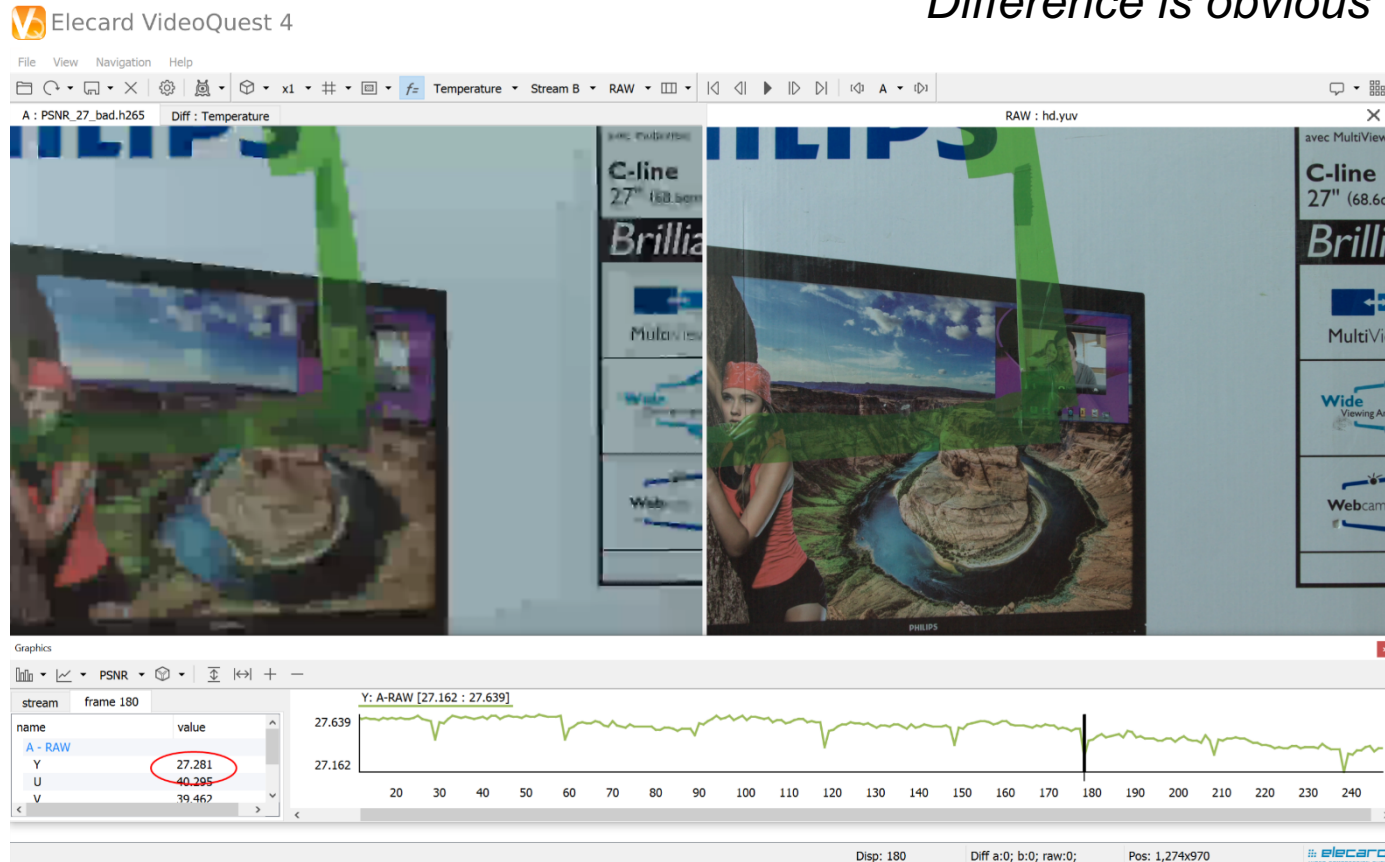 Difference is obvious
Elecard VideoQuest 4
File View Navigation Help
x1 f= Temperature Stream B RAW A
A : PSNR_27_bad.h265 Diff : Temperature RAW : hd.yuv
C-line
27"
Brillia
Wide
Web
avec MultiView
C-line
27" (68.6c
Brilli
MultiVi
Wide
Viewing A
Webcam
PHILIPS
Graphics
PSNR
stream frame 180
Y: A-RAW [27.162 : 27.639]
name value
A - RAW
Y 27.281
U 40.295
V 39.462
27.639
27.162
20 30 40 50 60 70 80 90 100 110 120 130 140 150 160 170 180 190 200 210 220 230 240
Disp: 180 Diff a:0; b:0; raw:0; Pos: 1,274x970
elecard